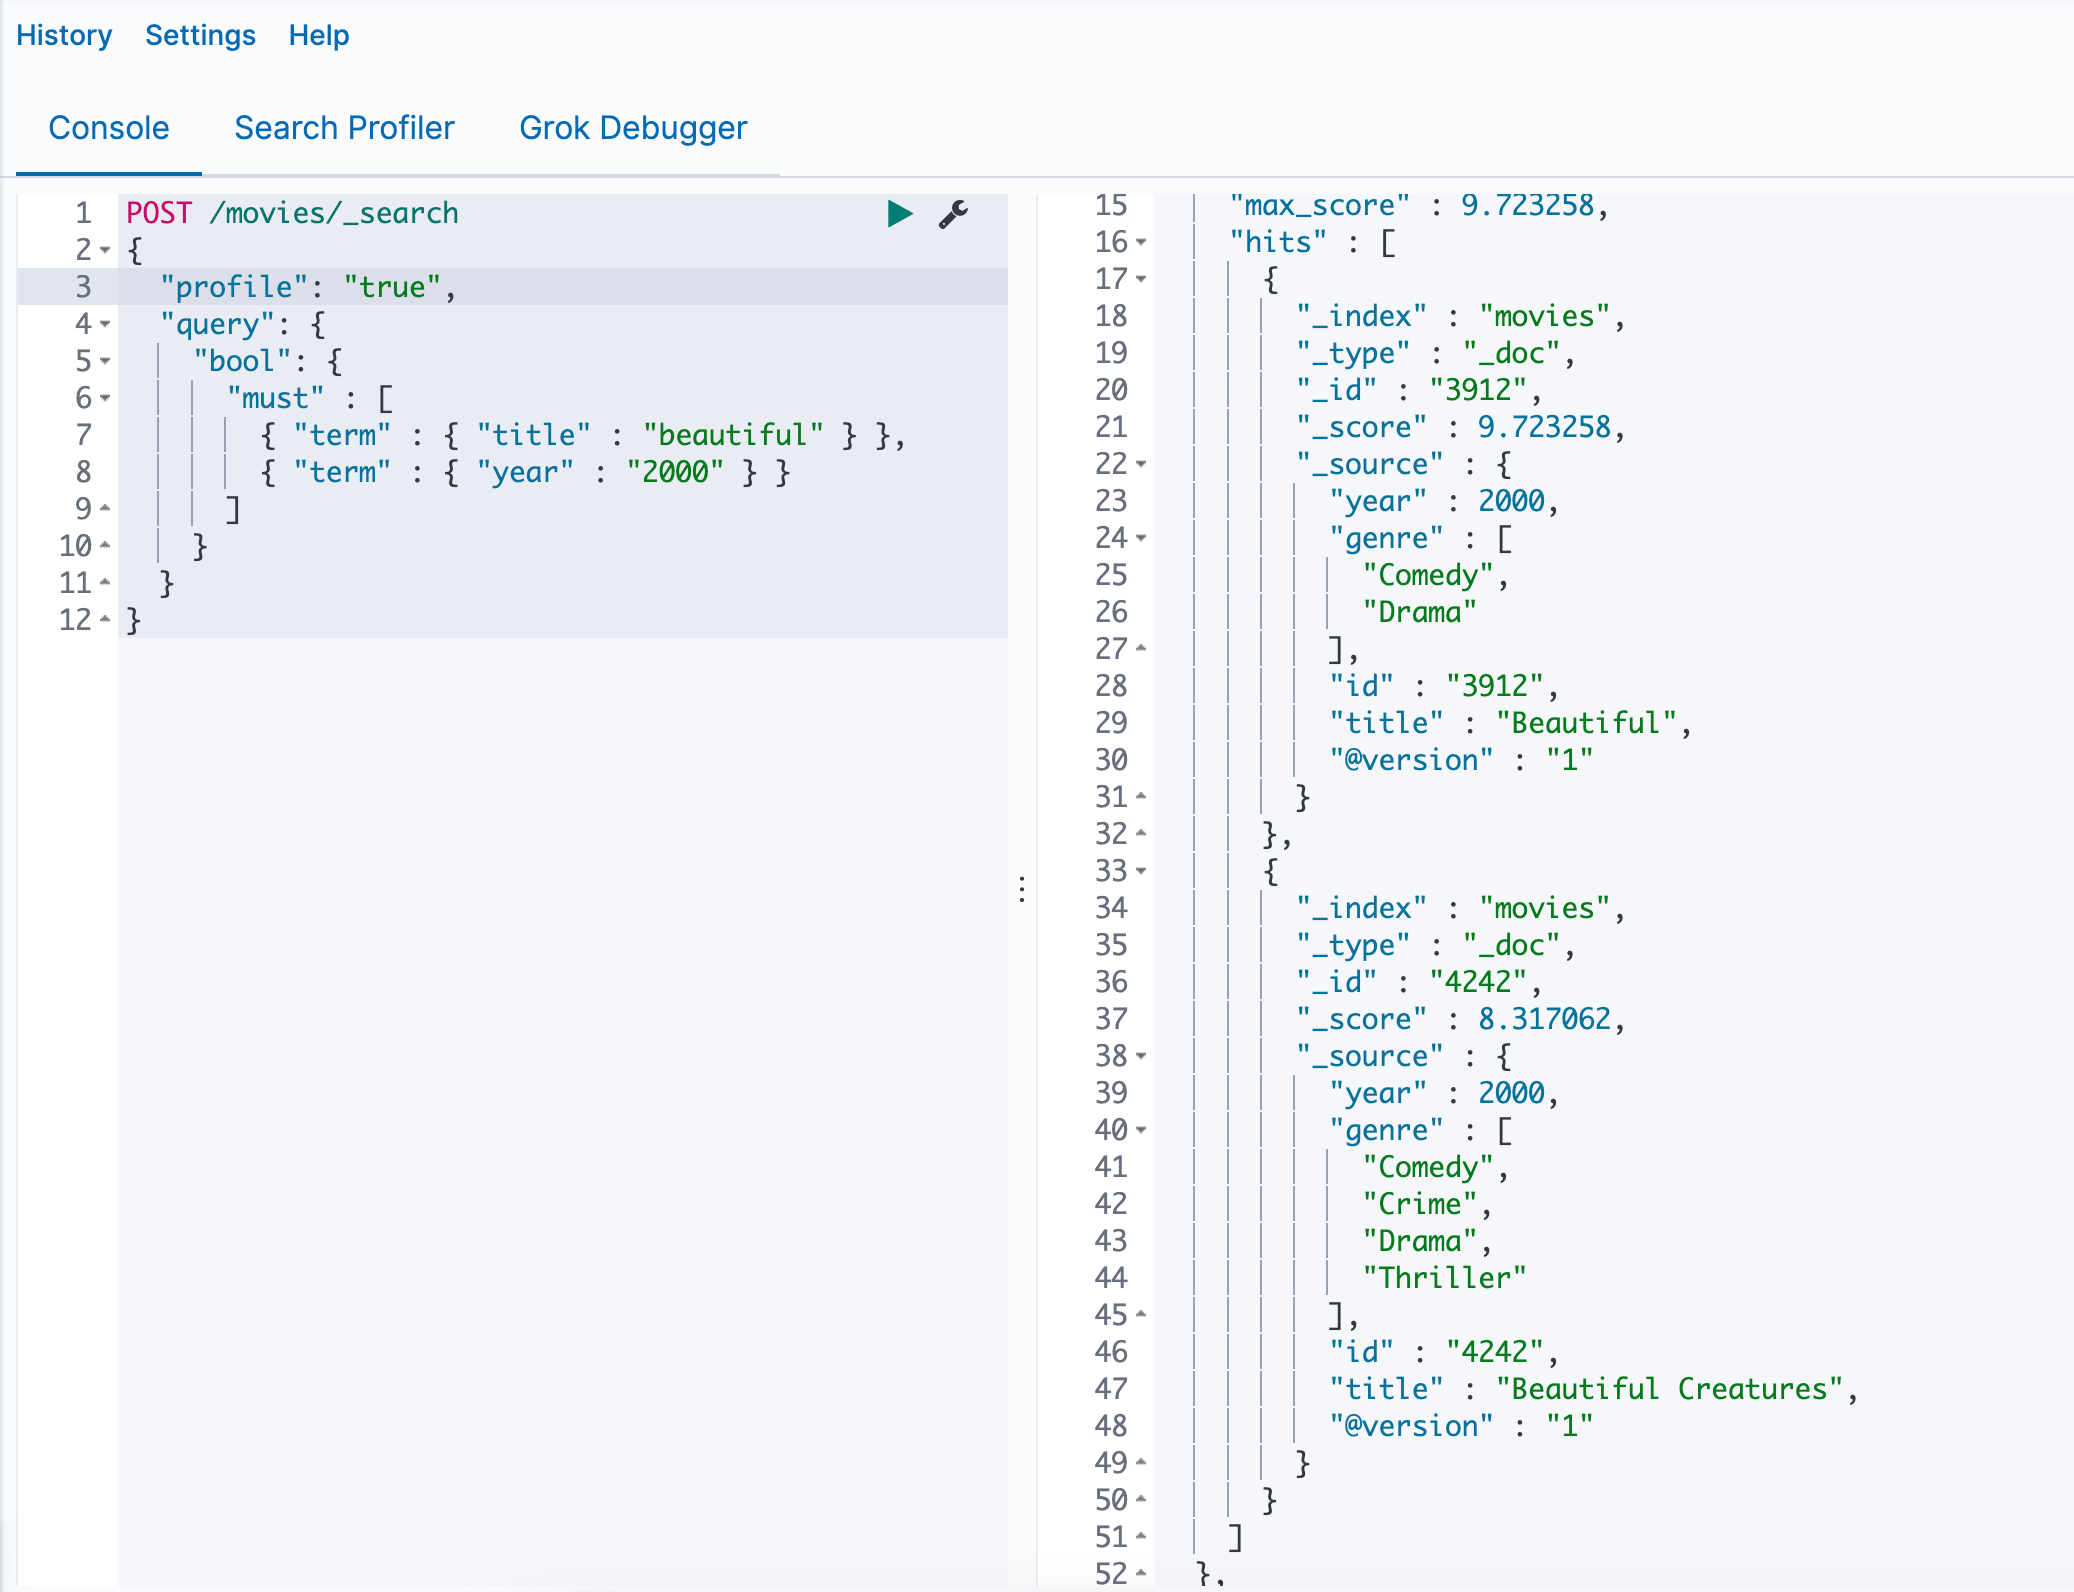 History Settings Help
Console Search Profiler Grok Debugger
1 POST /movies/_search
2 {
3 "profile": "true",
4 "query": {
5 "bool": {
6 "must" : [
7 { "term" : { "title" : "beautiful" } },
8 { "term" : { "year" : "2000" } }
9 ]
10 }
11 }
12 }
15 "max_score" : 9.723258,
16 "hits" : [
17 {
18 "_index" : "movies",
19 "_type" : "_doc",
20 "_id" : "3912",
21 "_score" : 9.723258,
22 "_source" : {
23 "year" : 2000,
24 "genre" : [
25 "Comedy",
26 "Drama"
27 ],
28 "id" : "3912",
29 "title" : "Beautiful",
30 "@version" : "1"
31 }
32 },
33 {
34 "_index" : "movies",
35 "_type" : "_doc",
36 "_id" : "4242",
37 "_score" : 8.317062,
38 "_source" : {
39 "year" : 2000,
40 "genre" : [
41 "Comedy",
42 "Crime",
43 "Drama",
44 "Thriller"
45 ],
46 "id" : "4242",
47 "title" : "Beautiful Creatures",
48 "@version" : "1"
49 }
50 }
51 ]
52 },